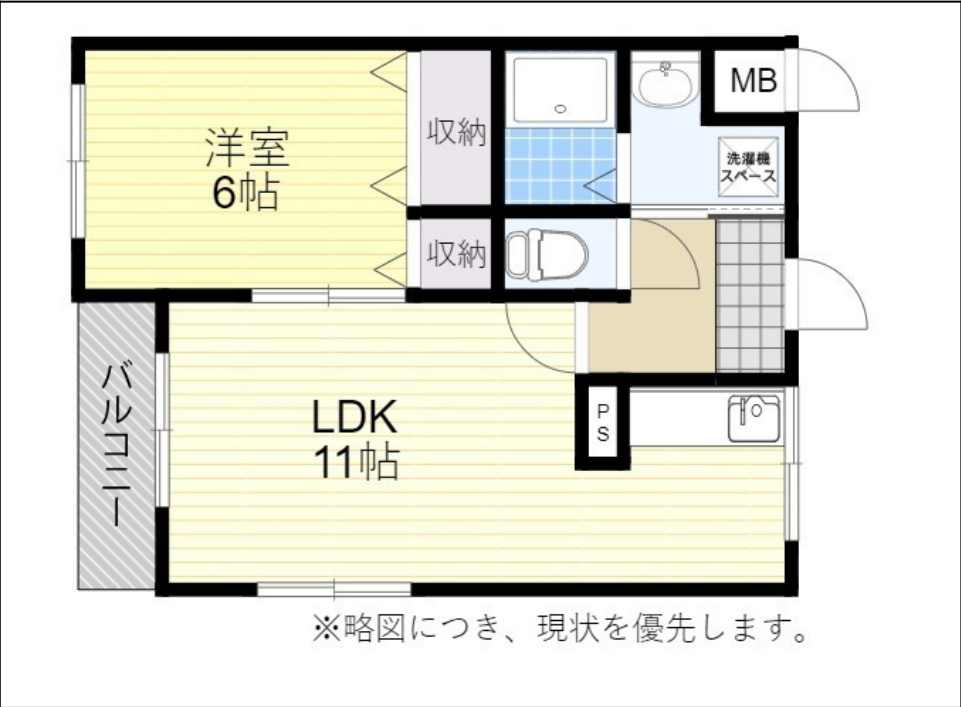 洋室
6帖
収納
収納
MB
洗濯機
スペース
バルコニー
LDK
11帖
PS
※略図につき、現状を優先します。